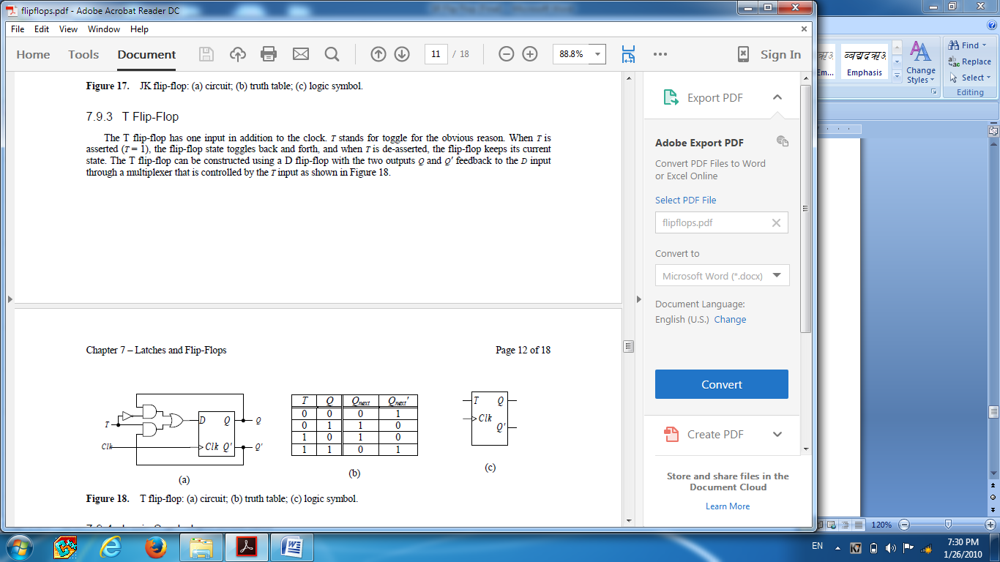 flipflops.pdf - Adobe Acrobat Reader DC
File Edit View Window Help
Home Tools Document 11 / 18 88.8% Sign In
Figure 17. JK flip-flop: (a) circuit; (b) truth table; (c) logic symbol.
7.9.3 T Flip-Flop
The T flip-flop has one input in addition to the clock. T stands for toggle for the obvious reason. When T is
asserted (T = 1), the flip-flop state toggles back and forth, and when T is de-asserted, the flip-flop keeps its current
state. The T flip-flop can be constructed using a D flip-flop with the two outputs Q and Q' feedback to the D input
through a multiplexer that is controlled by the T input as shown in Figure 18.
Chapter 7 – Latches and Flip-Flops Page 12 of 18
T
Clk
D Q
Clk Q'
Q
Q'
(a)
T Q Qnext Qnext'
0 0 0 1
0 1 1 0
1 0 1 0
1 1 0 1
(b)
T Q
Clk
Q'
(c)
Figure 18. T flip-flop: (a) circuit; (b) truth table; (c) logic symbol.
Export PDF
Adobe Export PDF
Convert PDF Files to Word
or Excel Online
Select PDF File
flipflops.pdf
Convert to
Microsoft Word (*.docx)
Document Language:
English (U.S.) Change
Convert
Create PDF
Store and share files in the
Document Cloud
Learn More
Em...
Emphasis
Change
Styles
Find
Replace
Select
Editing
120%
EN
7:30 PM
1/26/2010